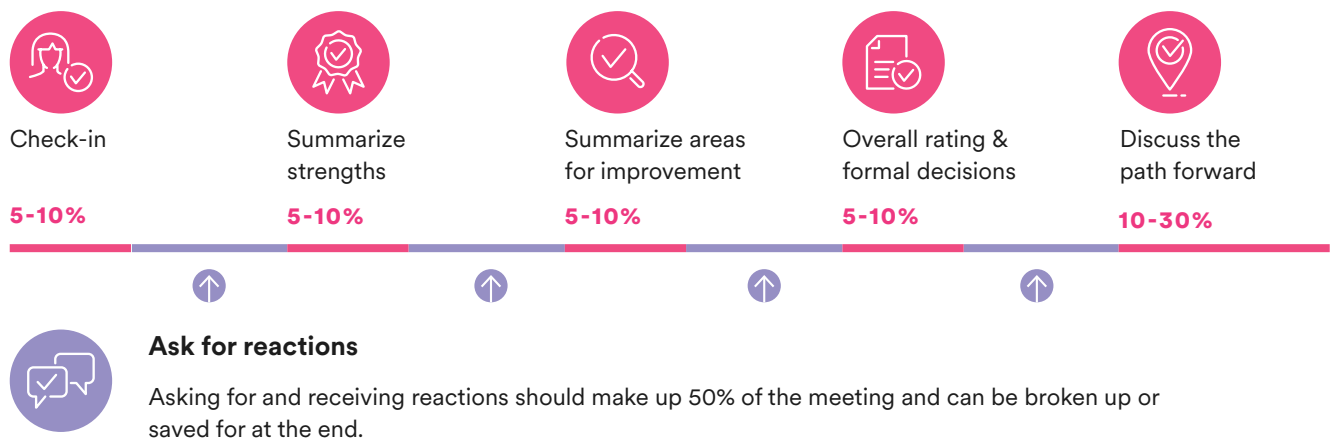 Check-in
5-10%
Summarize
strengths
5-10%
Summarize areas
for improvement
5-10%
Overall rating &
formal decisions
5-10%
Discuss the
path forward
10-30%
Ask for reactions
Asking for and receiving reactions should make up 50% of the meeting and can be broken up or
saved for at the end.